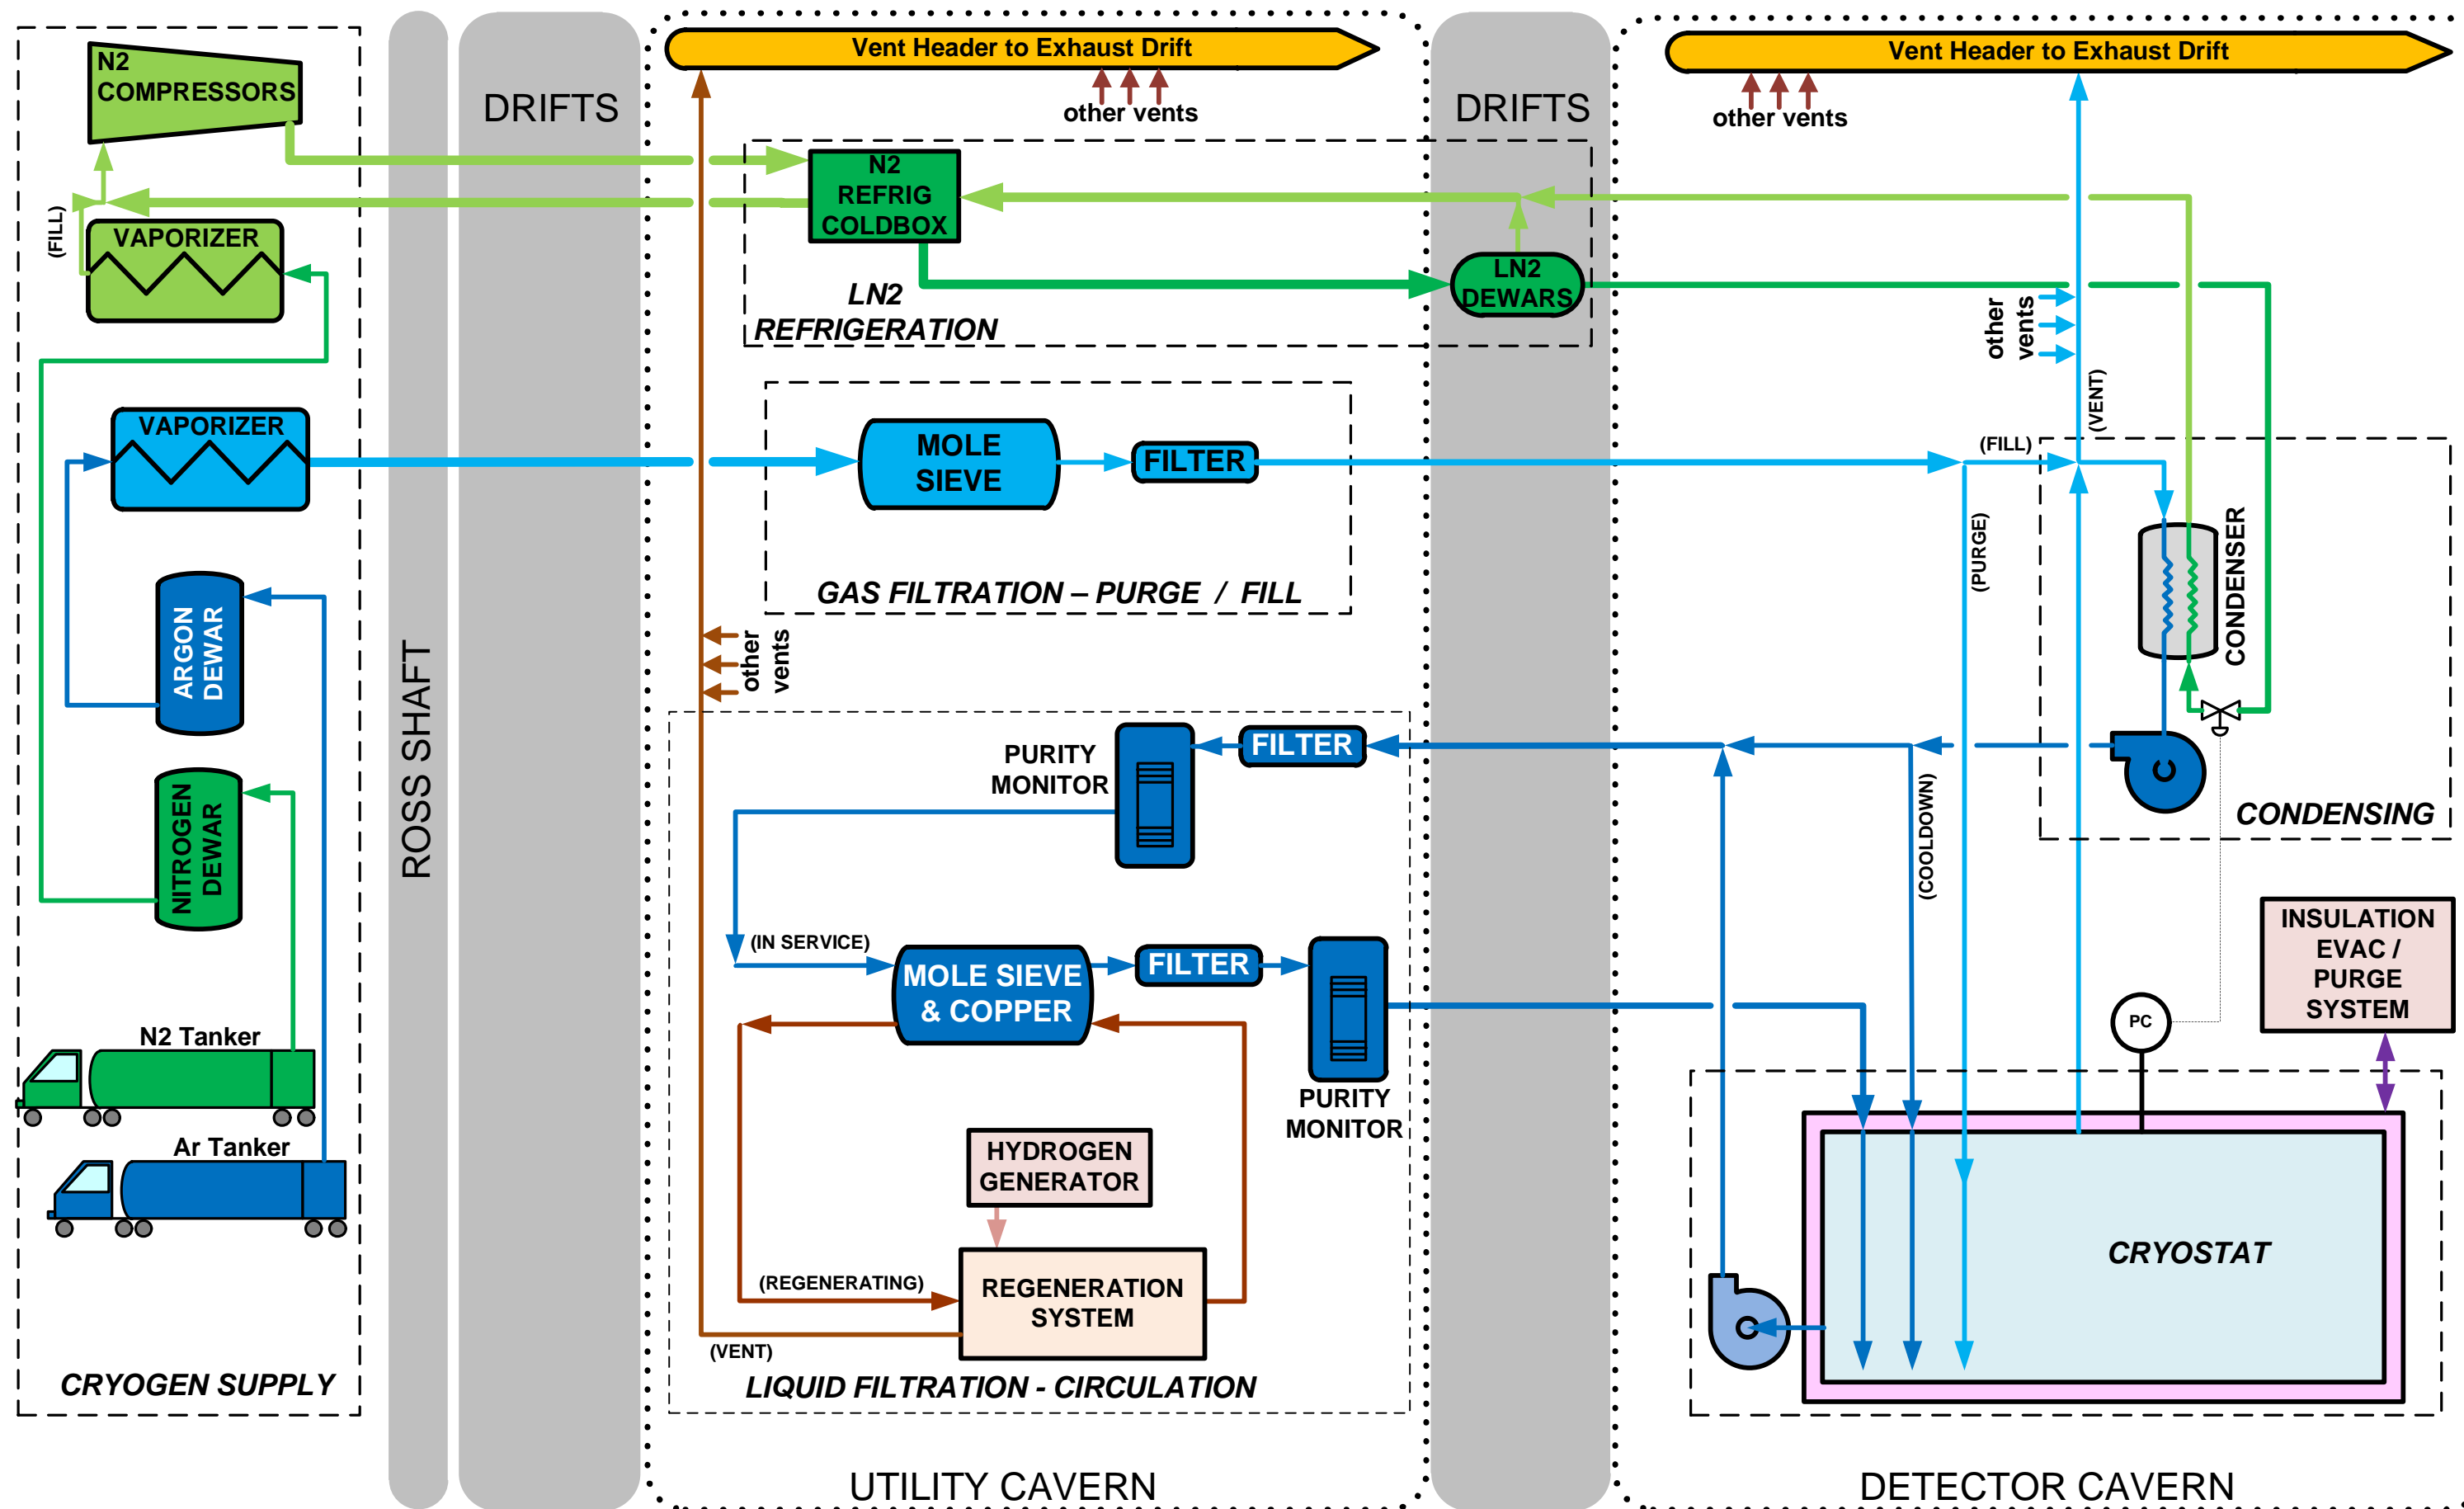 N2
COMPRESSORS
(FILL)
VAPORIZER
VAPORIZER
ARGON
DEWAR
NITROGEN
DEWAR
N2 Tanker
Ar Tanker
CRYOGEN SUPPLY
ROSS SHAFT
DRIFTS
Vent Header to Exhaust Drift
other vents
N2
REFRIG
COLDBOX
LN2
REFRIGERATION
LN2
DEWARS
MOLE
SIEVE
FILTER
GAS FILTRATION – PURGE / FILL
other
vents
PURITY
MONITOR
FILTER
(IN SERVICE)
MOLE SIEVE
& COPPER
FILTER
PURITY
MONITOR
HYDROGEN
GENERATOR
(REGENERATING)
REGENERATION
SYSTEM
(VENT)
LIQUID FILTRATION - CIRCULATION
UTILITY CAVERN
DRIFTS
Vent Header to Exhaust Drift
other vents
other
vents
(VENT)
(FILL)
(PURGE)
CONDENSER
CONDENSING
(COOLDOWN)
INSULATION
EVAC /
PURGE
SYSTEM
PC
CRYOSTAT
DETECTOR CAVERN